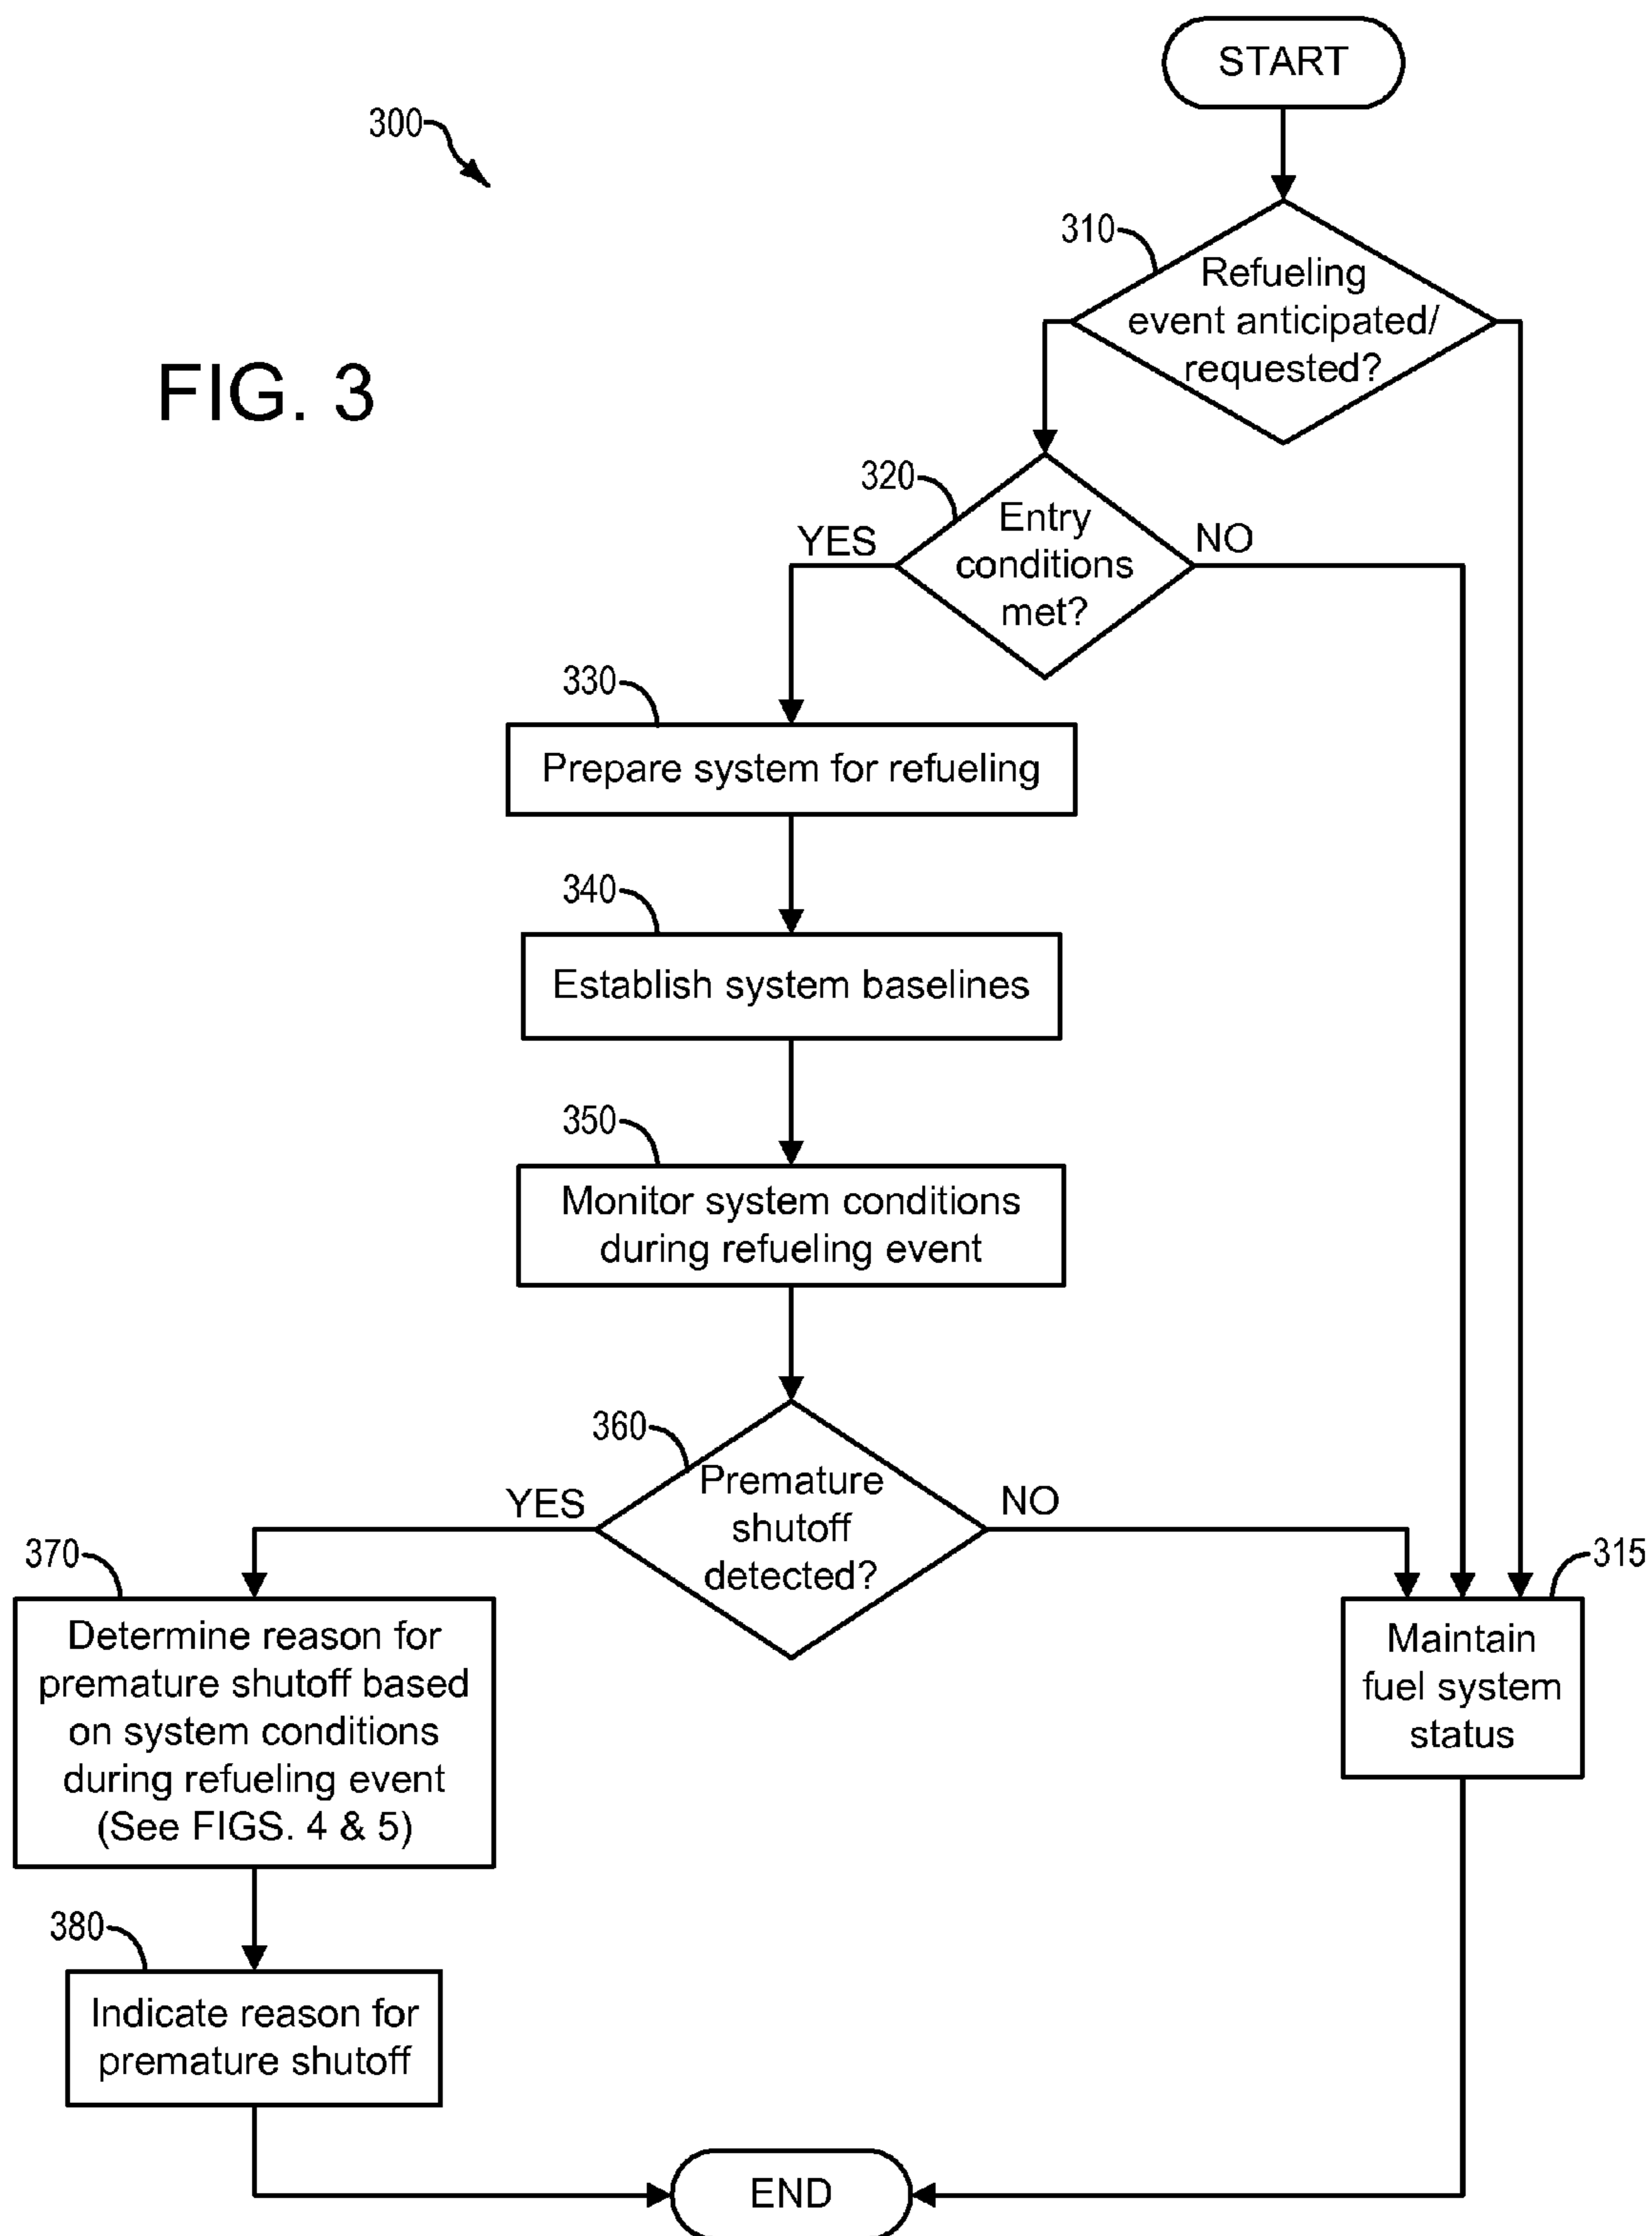 START
300
310
Refueling
event anticipated/
requested?
FIG. 3
320
Entry
conditions
met?
YES
NO
330
Prepare system for refueling
340
Establish system baselines
350
Monitor system conditions
during refueling event
360
Premature
shutoff
detected?
YES
NO
370
Determine reason for
premature shutoff based
on system conditions
during refueling event
(See FIGS. 4 & 5)
315
Maintain
fuel system
status
380
Indicate reason for
premature shutoff
END